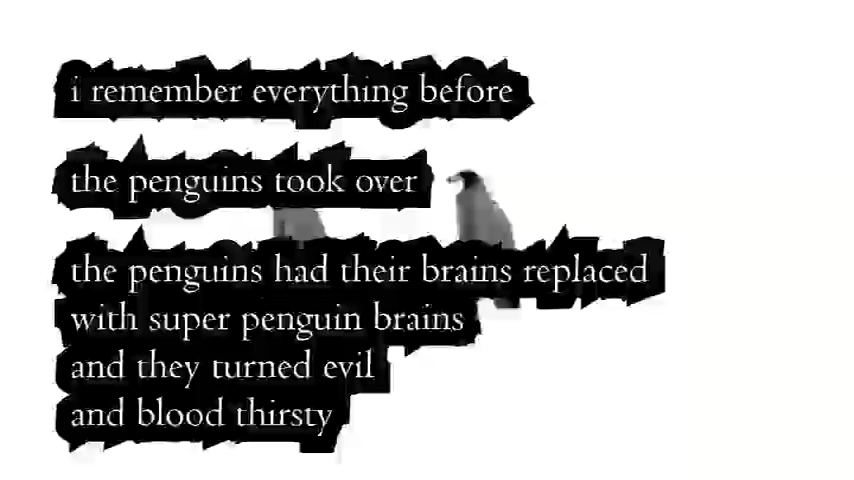 i remember everything before
the penguins took over
the penguins had their brains replaced
with super penguin brains
and they turned evil
and blood thirsty